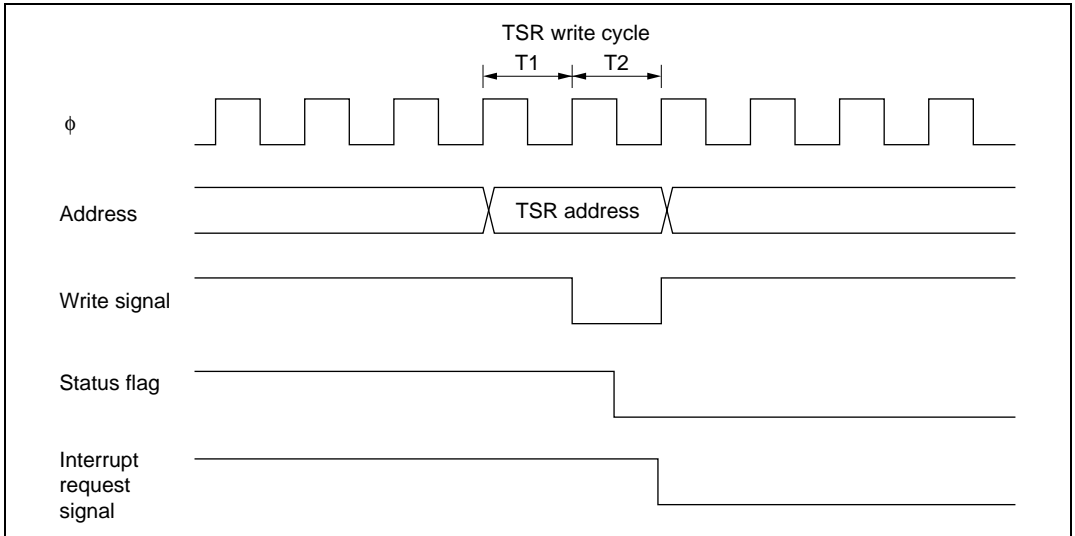 TSR write cycle
T1 T2
ϕ
Address
TSR address
Write signal
Status flag
Interrupt
request
signal